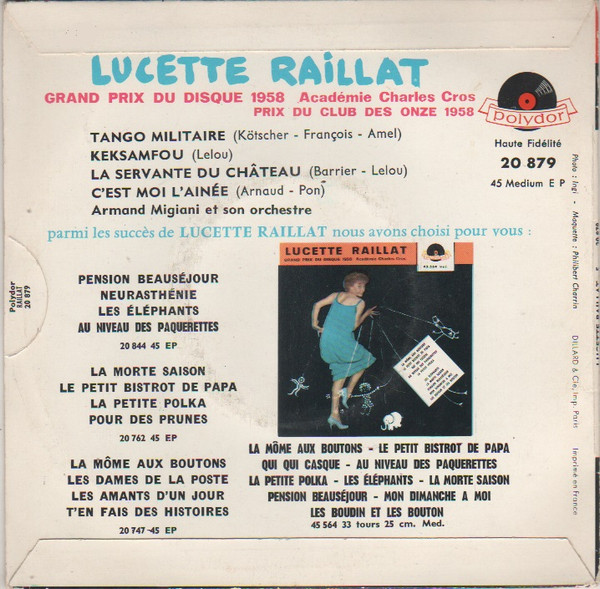 LUCETTE RAILLAT
GRAND PRIX DU DISQUE 1958 Académie Charles Cros
PRIX DU CLUB DES ONZE 1958
Polydor
Haute Fidélité
20 879
45 Medium E P
TANGO MILITAIRE (Kötscher - François - Amel)
KEKSAMFOU (Lelou)
LA SERVANTE DU CHÂTEAU (Barrier - Lelou)
C'EST MOI L'AINÉE (Arnaud - Pon)
Armand Migiani et son orchestre
parmi les succès de LUCETTE RAILLAT nous avons choisi pour vous :
Polydor
RAILLAT
20 879
PENSION BEAUSÉJOUR
NEURASTHÉNIE
LES ÉLÉPHANTS
AU NIVEAU DES PAQUERETTES
20 844 45 EP
LA MORTE SAISON
LE PETIT BISTROT DE PAPA
LA PETITE POLKA
POUR DES PRUNES
20 762 45 EP
LA MÔME AUX BOUTONS
LES DAMES DE LA POSTE
LES AMANTS D'UN JOUR
T'EN FAIS DES HISTOIRES
20 747 45 EP
LUCETTE RAILLAT
GRAND PRIX DU DISQUE 1958 Académie Charles Cros
LA MÔME AUX BOUTONS - LE PETIT BISTROT DE PAPA
QUI QUI CASQUE - AU NIVEAU DES PAQUERETTES
LA PETITE POLKA - LES ÉLÉPHANTS - LA MORTE SAISON
PENSION BEAUSÉJOUR - MON DIMANCHE A MOI
LES BOUDIN ET LES BOUTON
45 564 33 tours 25 cm. Med.
Photo : Ingi - Maquette : Philibert Charrin
DILLARD & Cie, Imp. Paris
Imprimé en France